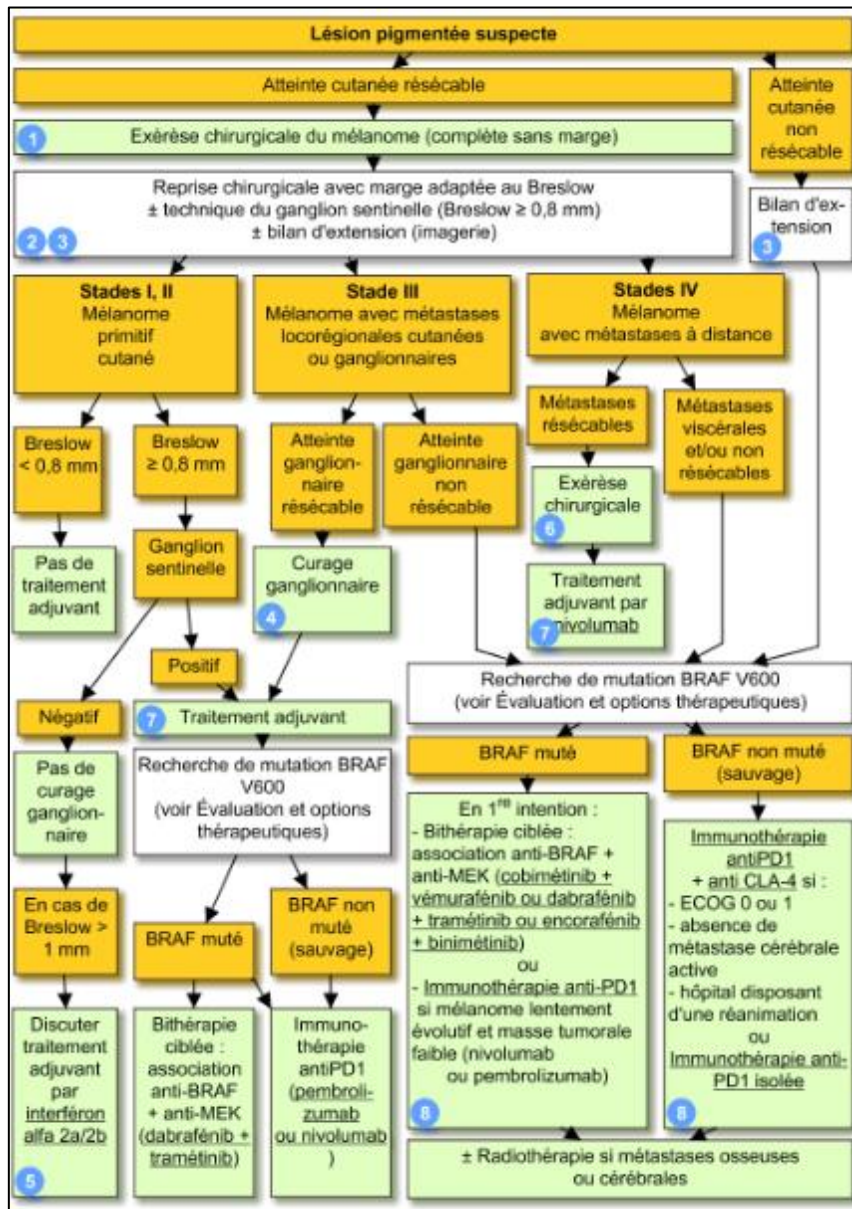 Lésion pigmentée suspecte
Atteinte cutanée résécable
Atteinte
cutanée
non
résécable
1
Exérèse chirurgicale du mélanome (complète sans marge)
Reprise chirurgicale avec marge adaptée au Breslow
± technique du ganglion sentinelle (Breslow ≥ 0,8 mm)
± bilan d'extension (imagerie)
2 3
Bilan d'ex-
tension
3
Stades I, II
Mélanome
primitif
cutané
Stade III
Mélanome avec métastases
locorégionales cutanées
ou ganglionnaires
Stades IV
Mélanome
avec métastases à distance
Breslow
< 0,8 mm
Breslow
≥ 0,8 mm
Atteinte
ganglion-
naire
résécable
Atteinte
ganglionnaire
non
résécable
Métastases
résécables
Métastases
viscérales
et/ou non
résécables
Exérèse
chirurgicale
6
Pas de
traitement
adjuvant
Ganglion
sentinelle
Curage
ganglionnaire
4
Traitement
adjuvant par
nivolumab
7
Positif
Négatif
7
Traitement adjuvant
Recherche de mutation BRAF V600
(voir Évaluation et options thérapeutiques)
Pas de
curage
ganglion-
naire
Recherche de mutation BRAF
V600
(voir Évaluation et options
thérapeutiques)
BRAF muté
BRAF non muté
(sauvage)
En cas de
Breslow >
1 mm
BRAF muté
BRAF non
muté
(sauvage)
En 1re intention :
- Bithérapie ciblée :
association anti-BRAF +
anti-MEK (cobimétinib +
vémurafénib ou dabrafénib
+ tramétinib ou encorafénib
+ binimétinib)
ou
- Immunothérapie anti-PD1
si mélanome lentement
évolutif et masse tumorale
faible (nivolumab
ou pembrolizumab)
8
Immunothérapie
antiPD1
+ anti CLA-4 si :
- ECOG 0 ou 1
- absence de
métastase cérébrale
active
- hôpital disposant
d'une réanimation
ou
Immunothérapie anti-
PD1 isolée
8
Discuter
traitement
adjuvant
par
interféron
alfa 2a/2b
5
Bithérapie
ciblée :
association
anti-BRAF
+ anti-MEK
(dabrafénib +
tramétinib)
Immuno-
thérapie
antiPD1
(pembroli-
zumab
ou nivolumab
)
± Radiothérapie si métastases osseuses
ou cérébrales